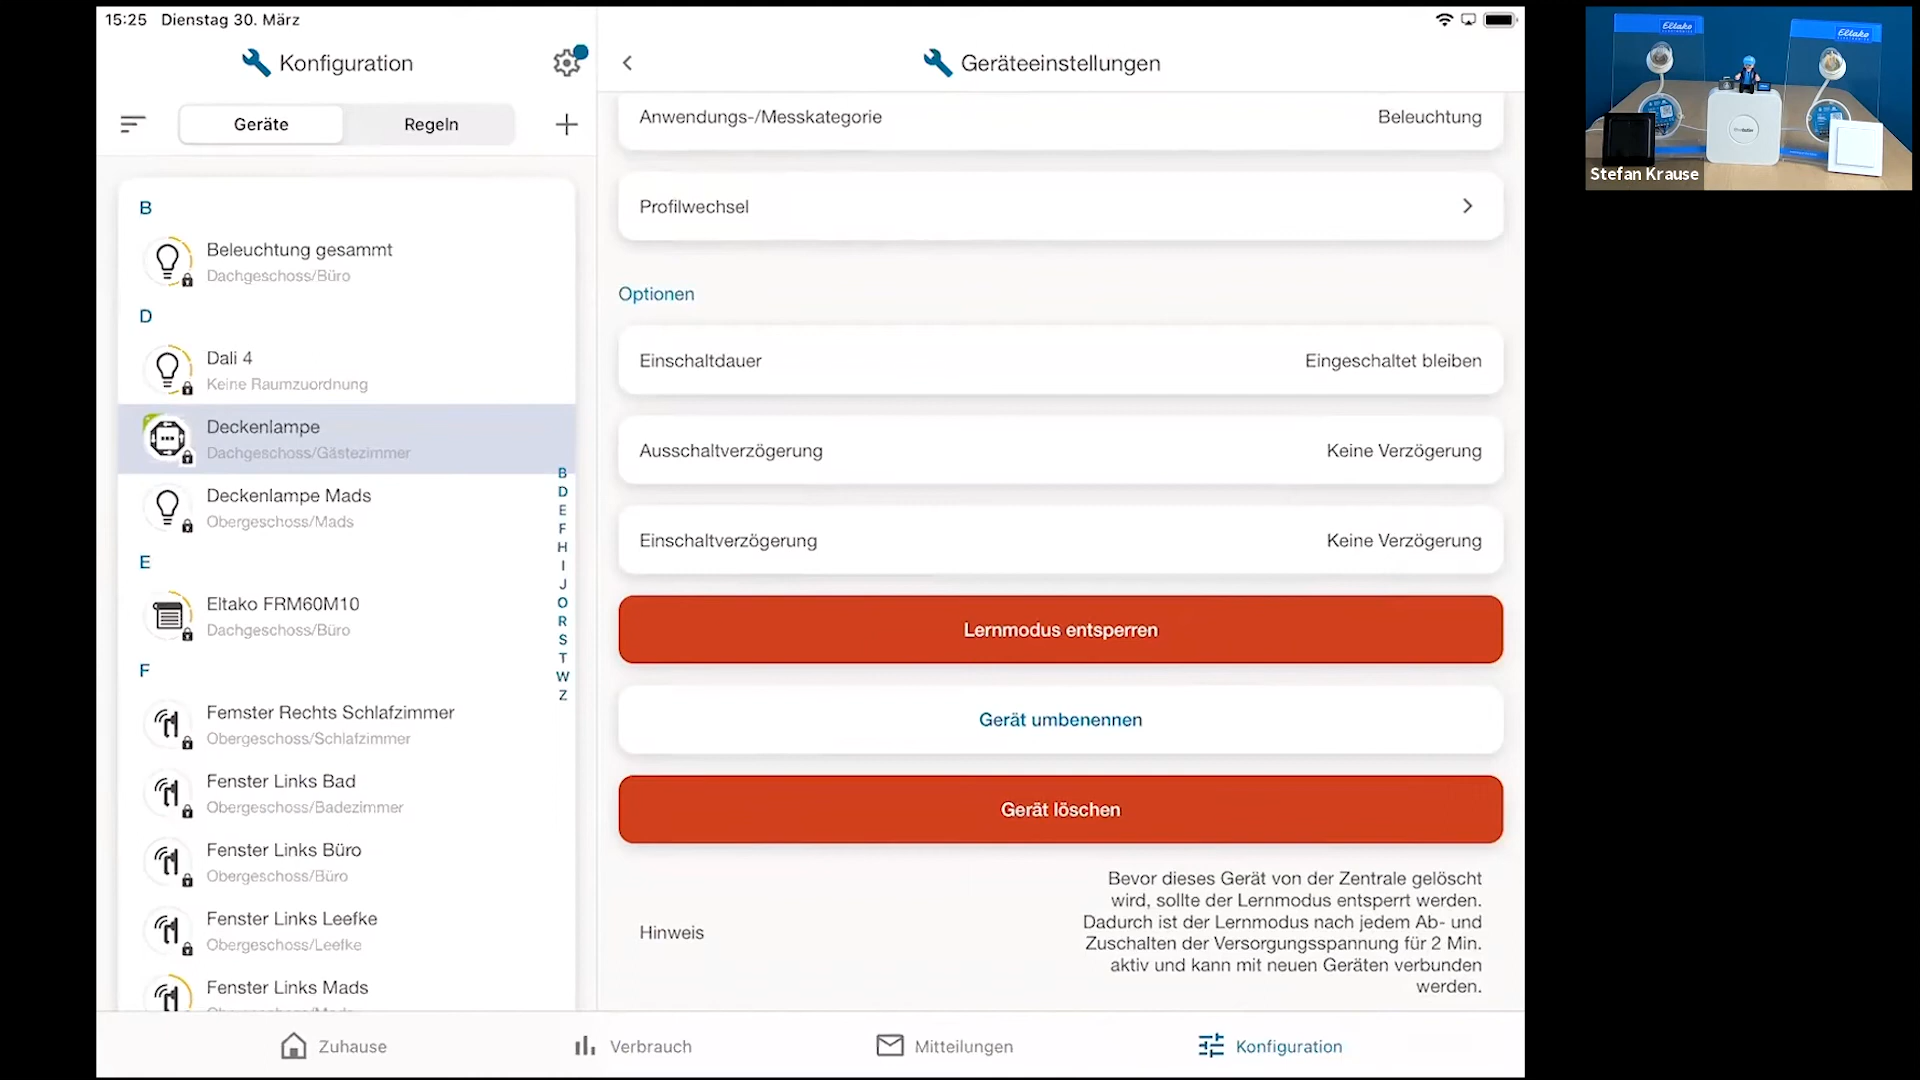 15:25 Dienstag 30. März
Konfiguration
Geräte
Regeln
B
Beleuchtung gesammt
Dachgeschoss/Büro
D
Dali 4
Keine Raumzuordnung
Deckenlampe
Dachgeschoss/Gästezimmer
Deckenlampe Mads
Obergeschoss/Mads
E
Eltako FRM60M10
Dachgeschoss/Büro
F
Femster Rechts Schlafzimmer
Obergeschoss/Schlafzimmer
Fenster Links Bad
Obergeschoss/Badezimmer
Fenster Links Büro
Obergeschoss/Büro
Fenster Links Leefke
Obergeschoss/Leefke
Fenster Links Mads
B
D
E
F
H
I
J
O
R
S
T
W
Z
Geräteeinstellungen
Anwendungs-/Messkategorie
Beleuchtung
Profilwechsel
Optionen
Einschaltdauer
Eingeschaltet bleiben
Ausschaltverzögerung
Keine Verzögerung
Einschaltverzögerung
Keine Verzögerung
Lernmodus entsperren
Gerät umbenennen
Gerät löschen
Hinweis
Bevor dieses Gerät von der Zentrale gelöscht
wird, sollte der Lernmodus entsperrt werden.
Dadurch ist der Lernmodus nach jedem Ab- und
Zuschalten der Versorgungsspannung für 2 Min.
aktiv und kann mit neuen Geräten verbunden
werden.
Zuhause
Verbrauch
Mitteilungen
Konfiguration
Eltako
Eltako
Stefan Krause